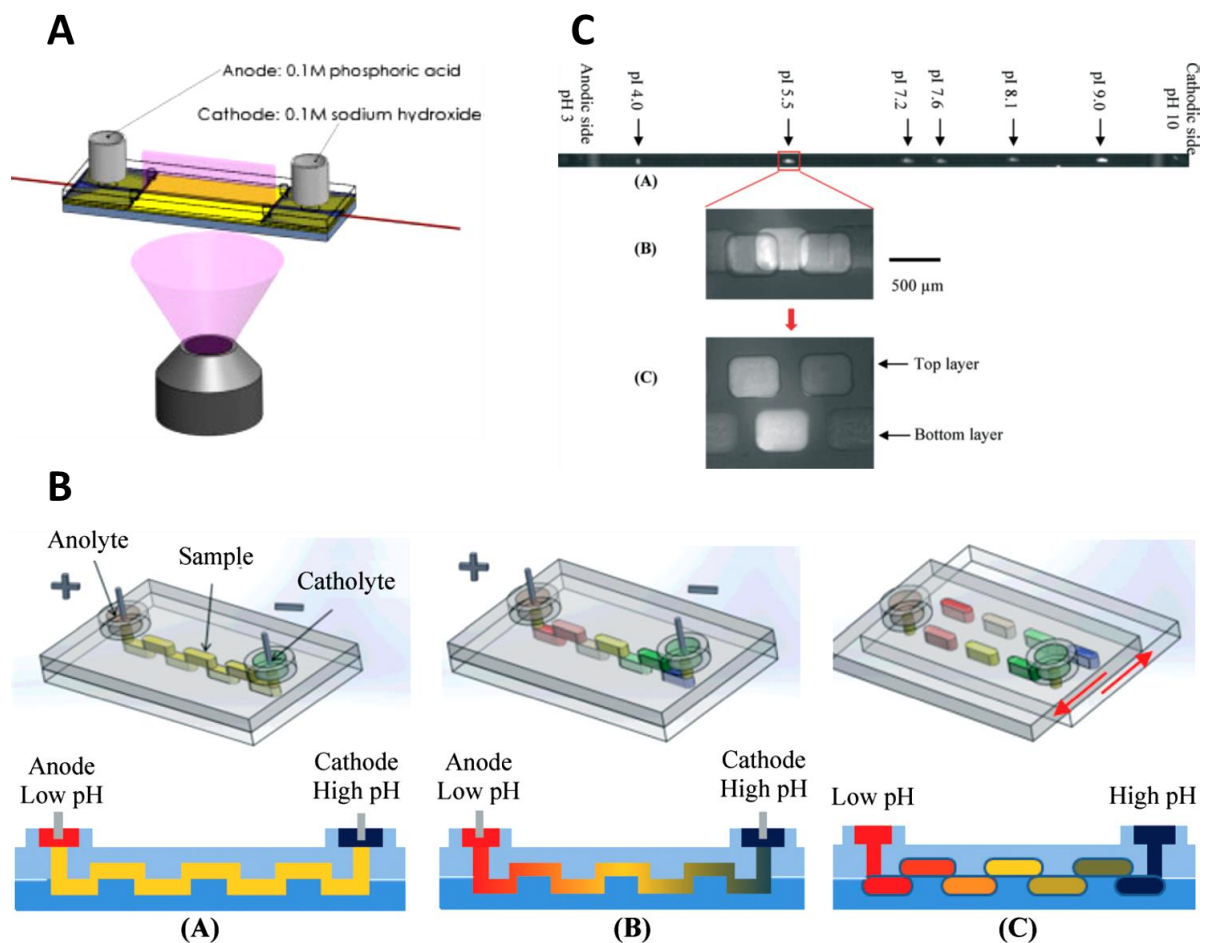 A
Anode: 0.1M phosphoric acid
Cathode: 0.1M sodium hydroxide
C
Anodic side
pH 3
pI 4.0
pI 5.5
pI 7.2
pI 7.6
pI 8.1
pI 9.0
Cathodic side
pH 10
(A)
(B)
500 µm
(C)
Top layer
Bottom layer
B
Anolyte
Sample
Catholyte
Anode
Low pH
Cathode
High pH
(A)
Anode
Low pH
Cathode
High pH
(B)
Low pH
High pH
(C)